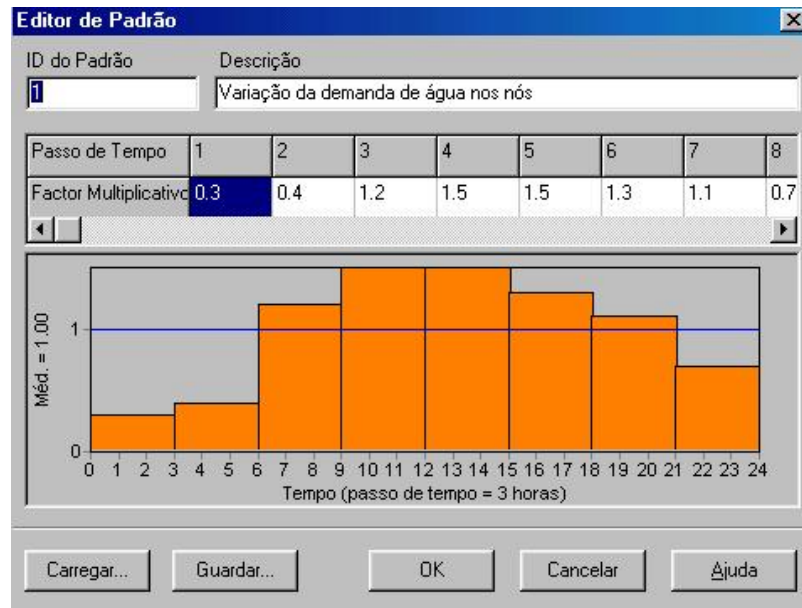 Editor de Padrão
ID do Padrão Descrição
1 Variação da demanda de água nos nós
Passo de Tempo 1 2 3 4 5 6 7 8
Factor Multiplicativo 0.3 0.4 1.2 1.5 1.5 1.3 1.1 0.7
Méd. = 1.00
1
0
0 1 2 3 4 5 6 7 8 9 10 11 12 13 14 15 16 17 18 19 20 21 22 23 24
Tempo (passo de tempo = 3 horas)
Carregar... Guardar... OK Cancelar Ajuda